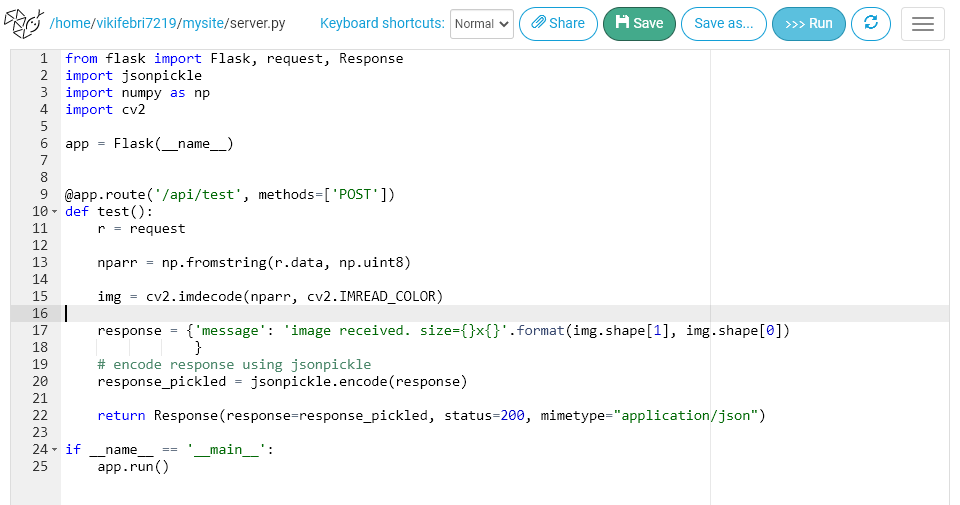 /home/vikifebri7219/mysite/server.py Keyboard shortcuts: Normal Share Save Save as... >>> Run
1 from flask import Flask, request, Response
2 import jsonpickle
3 import numpy as np
4 import cv2
5
6 app = Flask(__name__)
7
8
9 @app.route('/api/test', methods=['POST'])
10 def test():
11     r = request
12
13     nparr = np.fromstring(r.data, np.uint8)
14
15     img = cv2.imdecode(nparr, cv2.IMREAD_COLOR)
16
17     response = {'message': 'image received. size={}x{}'.format(img.shape[1], img.shape[0])
18                 }
19     # encode response using jsonpickle
20     response_pickled = jsonpickle.encode(response)
21
22     return Response(response=response_pickled, status=200, mimetype="application/json")
23
24 if __name__ == '__main__':
25     app.run()